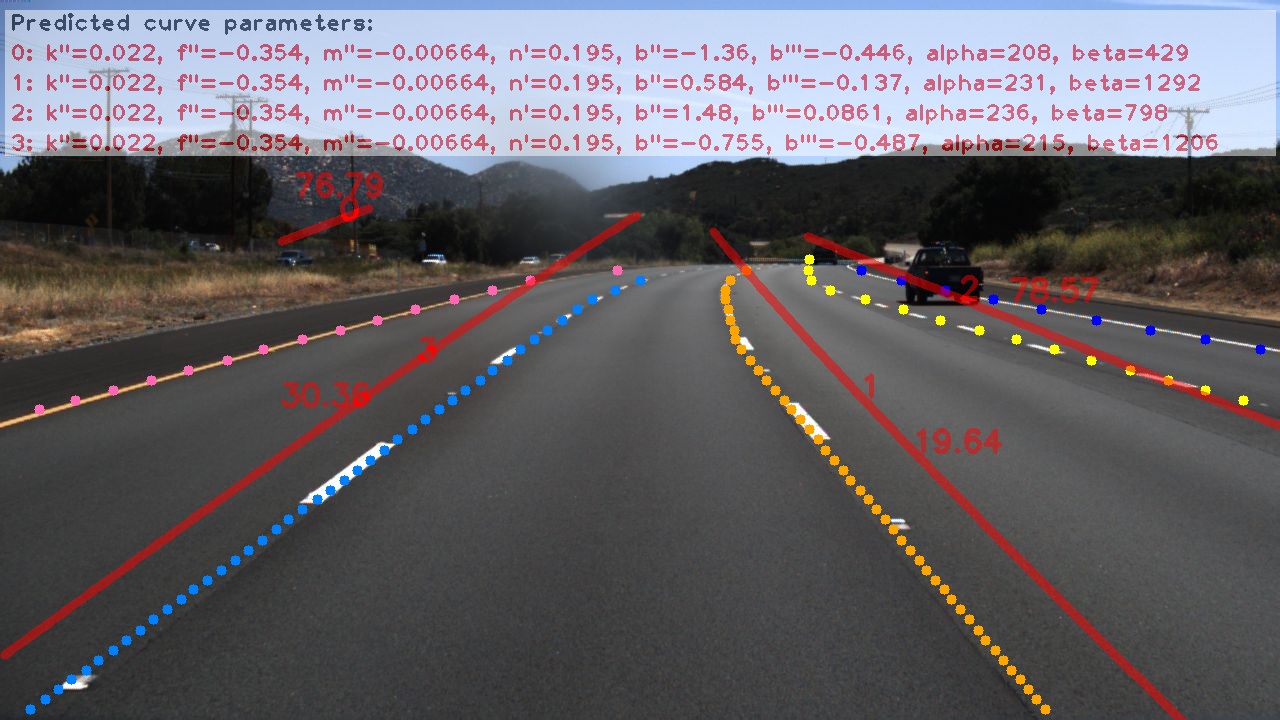 Predicted curve parameters:
0: k''=0.022, f''=−0.354, m''=−0.00664, n'=0.195, b''=−1.36, b'''=−0.446, alpha=208, beta=429
1: k''=0.022, f''=−0.354, m''=−0.00664, n'=0.195, b''=0.584, b'''=−0.137, alpha=231, beta=1292
2: k''=0.022, f''=−0.354, m''=−0.00664, n'=0.195, b''=1.48, b'''=0.0861, alpha=236, beta=798
3: k''=0.022, f''=−0.354, m''=−0.00664, n'=0.195, b''=−0.755, b'''=−0.487, alpha=215, beta=1206
76.79
0
2 78.57
3
30.36
1
19.64